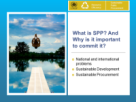 What is SPP? And
Why is it important
to commit it?
National and international
problems.
Sustainable Development
Sustainable Procurement